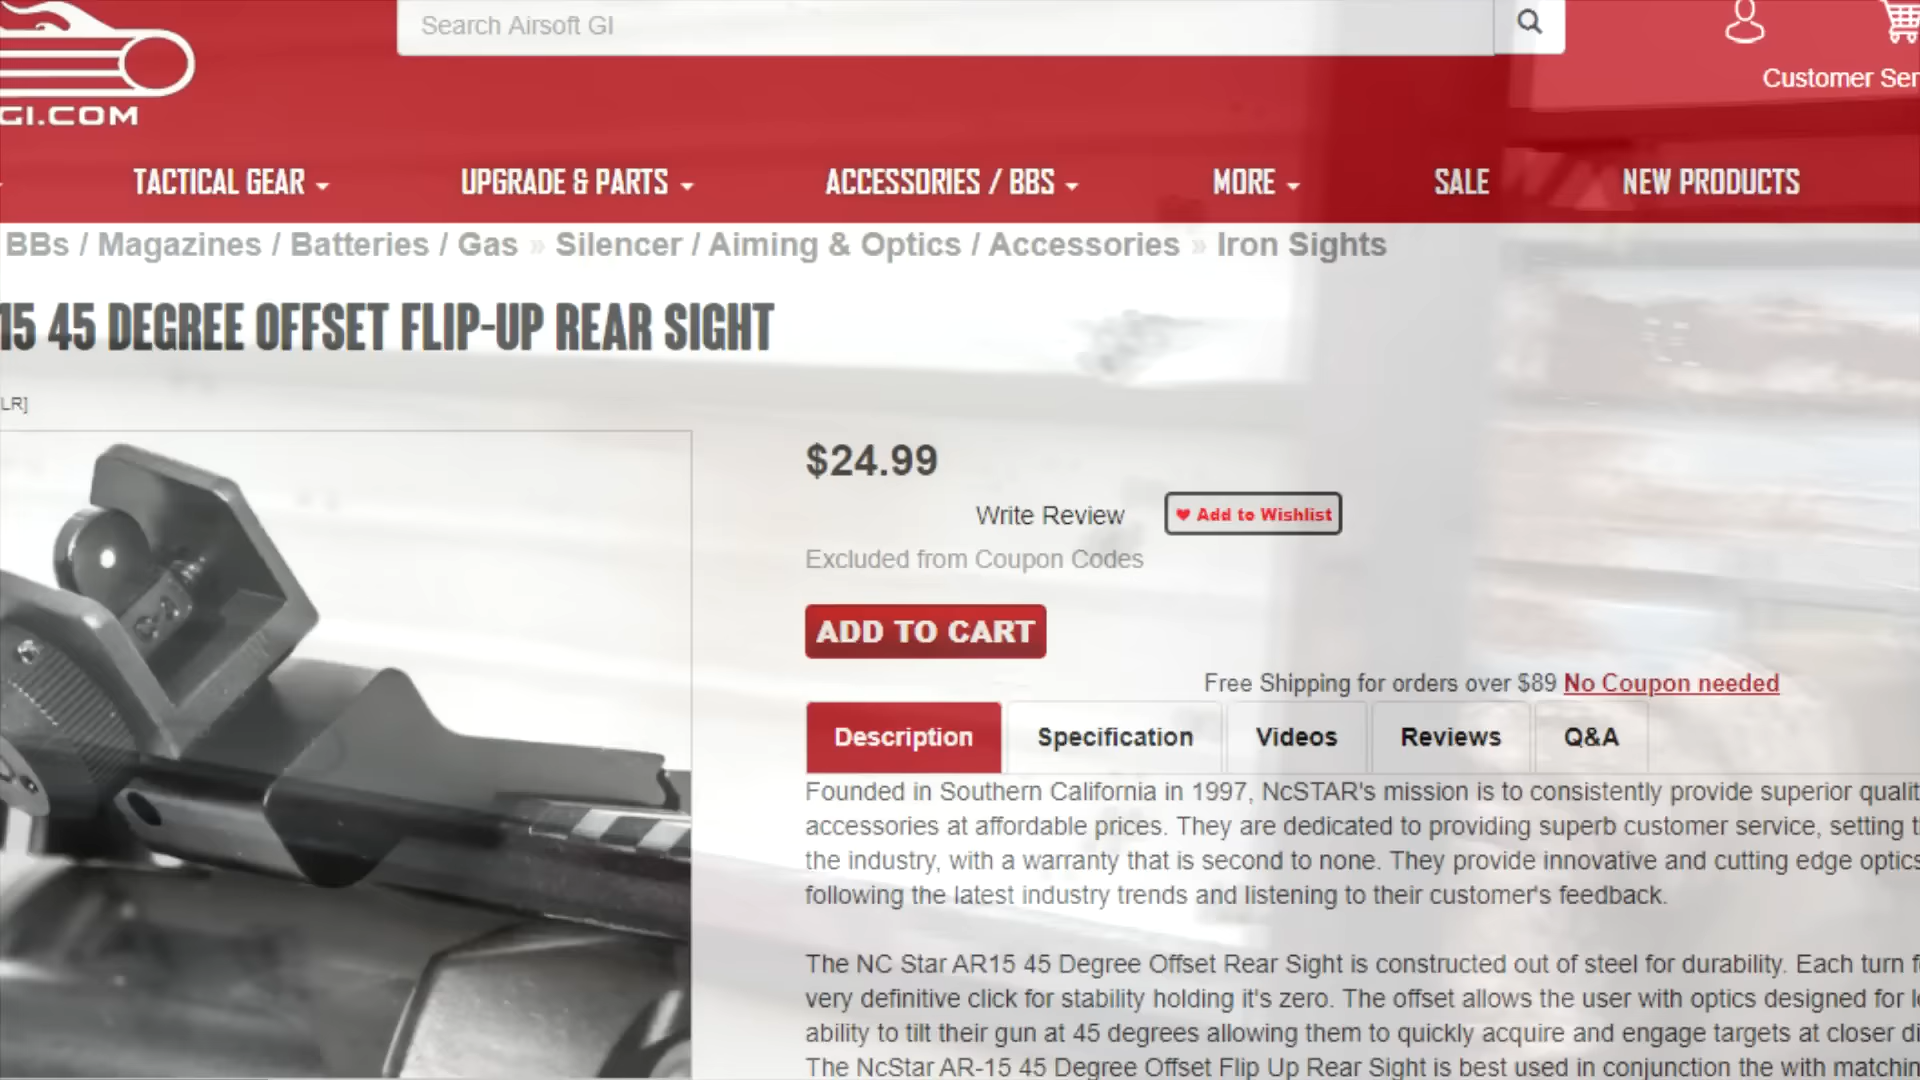 Search Airsoft GI
GI.COM
Customer Ser
TACTICAL GEAR
UPGRADE & PARTS
ACCESSORIES / BBS
MORE
SALE
NEW PRODUCTS
BBs / Magazines / Batteries / Gas » Silencer / Aiming & Optics / Accessories » Iron Sights
15 45 DEGREE OFFSET FLIP-UP REAR SIGHT
LR]
$24.99
Write Review
Add to Wishlist
Excluded from Coupon Codes
ADD TO CART
Free Shipping for orders over $89 No Coupon needed
Description
Specification
Videos
Reviews
Q&A
Founded in Southern California in 1997, NcSTAR's mission is to consistently provide superior qualit
accessories at affordable prices. They are dedicated to providing superb customer service, setting t
the industry, with a warranty that is second to none. They provide innovative and cutting edge optics
following the latest industry trends and listening to their customer's feedback.
The NC Star AR15 45 Degree Offset Rear Sight is constructed out of steel for durability. Each turn f
very definitive click for stability holding it's zero. The offset allows the user with optics designed for l
ability to tilt their gun at 45 degrees allowing them to quickly acquire and engage targets at closer di
The NcStar AR-15 45 Degree Offset Flip Up Rear Sight is best used in conjunction the with matchin